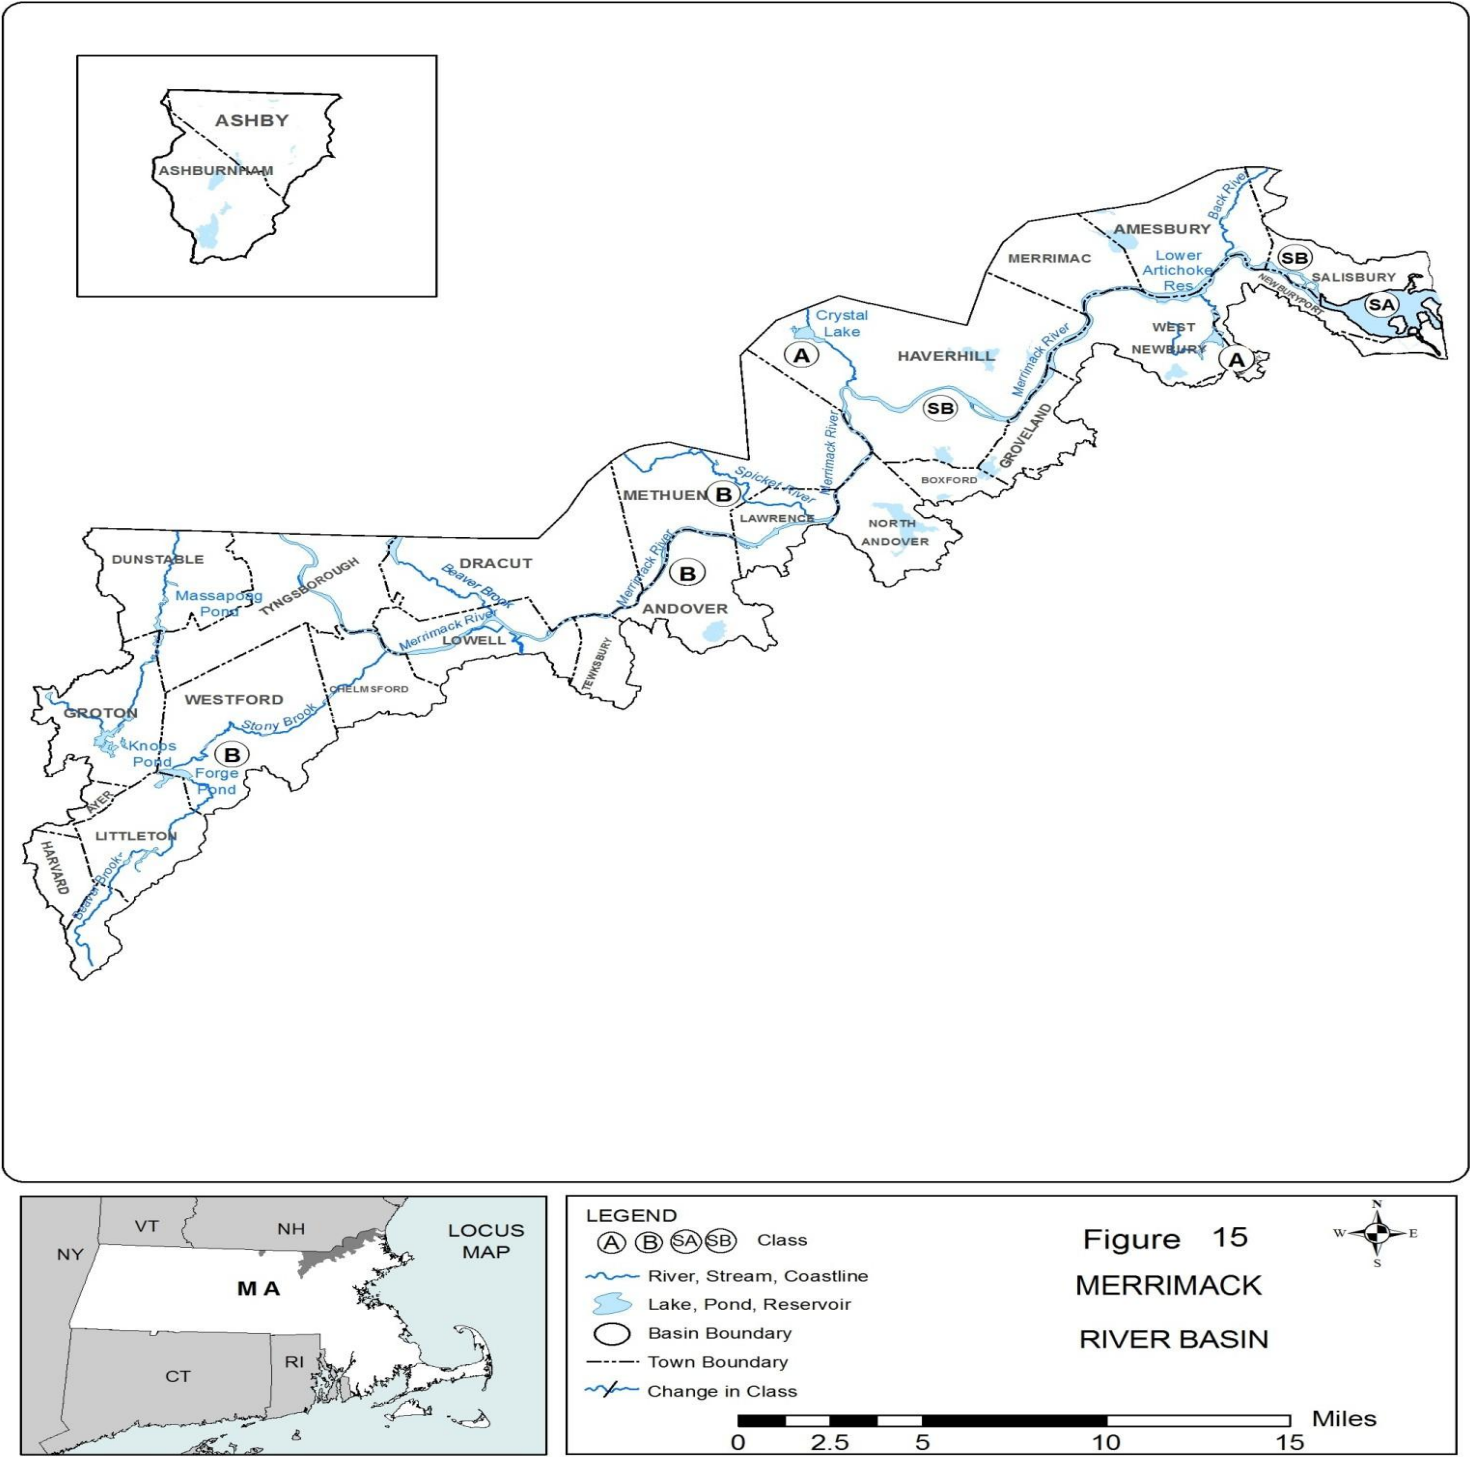 ASHBY
ASHBURNHAM
Back River
AMESBURY
MERRIMAC
Lower
Artichoke
Res
SB
SALISBURY
NEWBURYPORT
SA
WEST
NEWBURY
A
Crystal
Lake
A
HAVERHILL
Merrimack River
SB
GROVELAND
Merrimack River
BOXFORD
NORTH
ANDOVER
METHUEN
B
Spicket River
LAWRENCE
Merrimack River
B
ANDOVER
DUNSTABLE
Massapoag
Pond
TYNGSBOROUGH
DRACUT
Beaver Brook
Merrimack River
LOWELL
TEWKSBURY
CHELMSFORD
WESTFORD
Stony Brook
GROTON
Knops
Pond
B
Forge
Pond
AYER
LITTLETON
HARVARD
Beaver Brook
NY
VT
NH
LOCUS
MAP
MA
CT
RI
LEGEND
A B SA SB Class
River, Stream, Coastline
Lake, Pond, Reservoir
Basin Boundary
Town Boundary
Change in Class
Figure 15
MERRIMACK
RIVER BASIN
N
W E
S
Miles
0 2.5 5 10 15